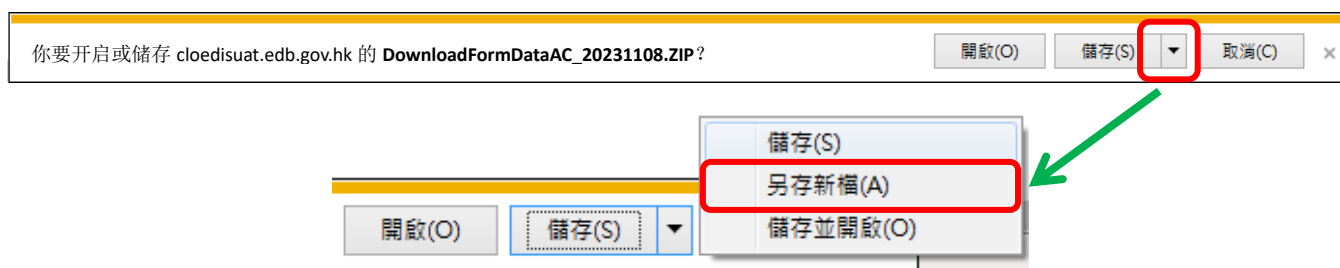 你要开启或储存 cloedisuat.edb.gov.hk 的 DownloadFormDataAC_20231108.ZIP? 開啟(O) 儲存(S) 取消(C) ×
儲存(S)
另存新檔(A)
開啟(O) 儲存(S) 儲存並開啟(O)